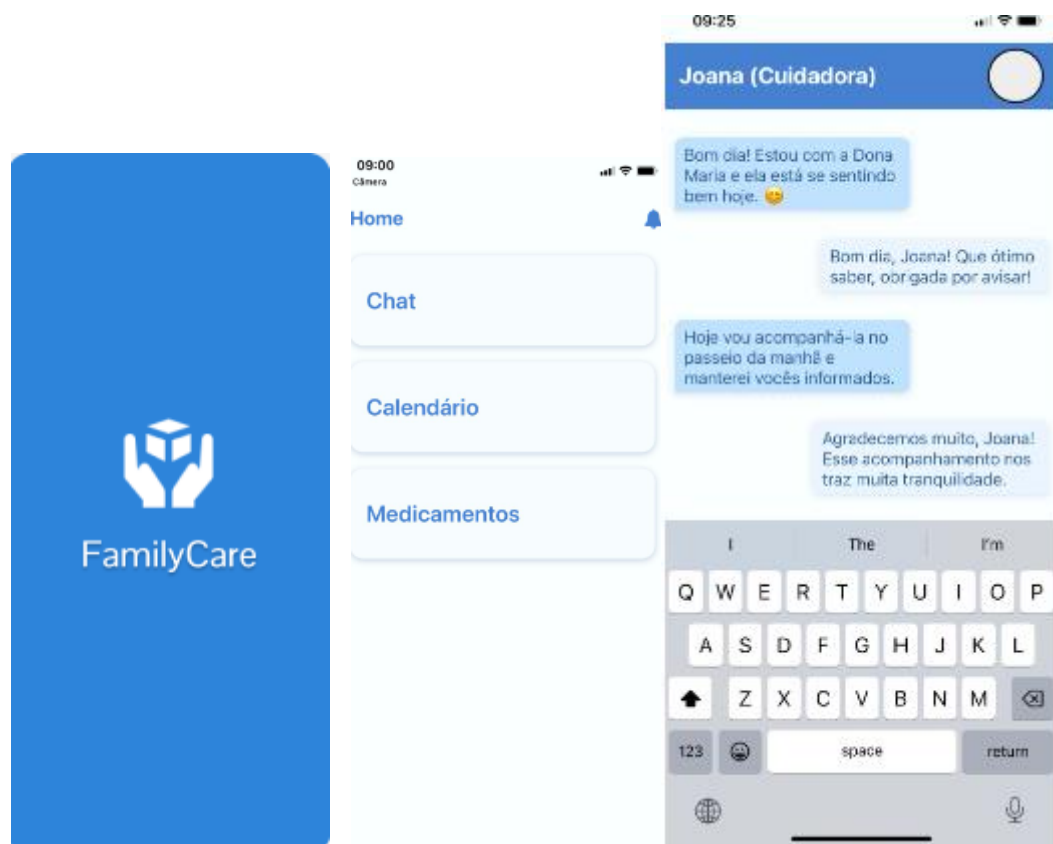 FamilyCare
09:00
Câmera
Home
Chat
Calendário
Medicamentos
09:25
Joana (Cuidadora)
Bom dia! Estou com a Dona
Maria e ela está se sentindo
bem hoje. 😊
Bom dia, Joana! Que ótimo
saber, obrigada por avisar!
Hoje vou acompanhá-la no
passeio da manhã e
manterei vocês informados.
Agradecemos muito, Joana!
Esse acompanhamento nos
traz muita tranquilidade.
I The I'm
Q W E R T Y U I O P
A S D F G H J K L
Z X C V B N M
123 space return